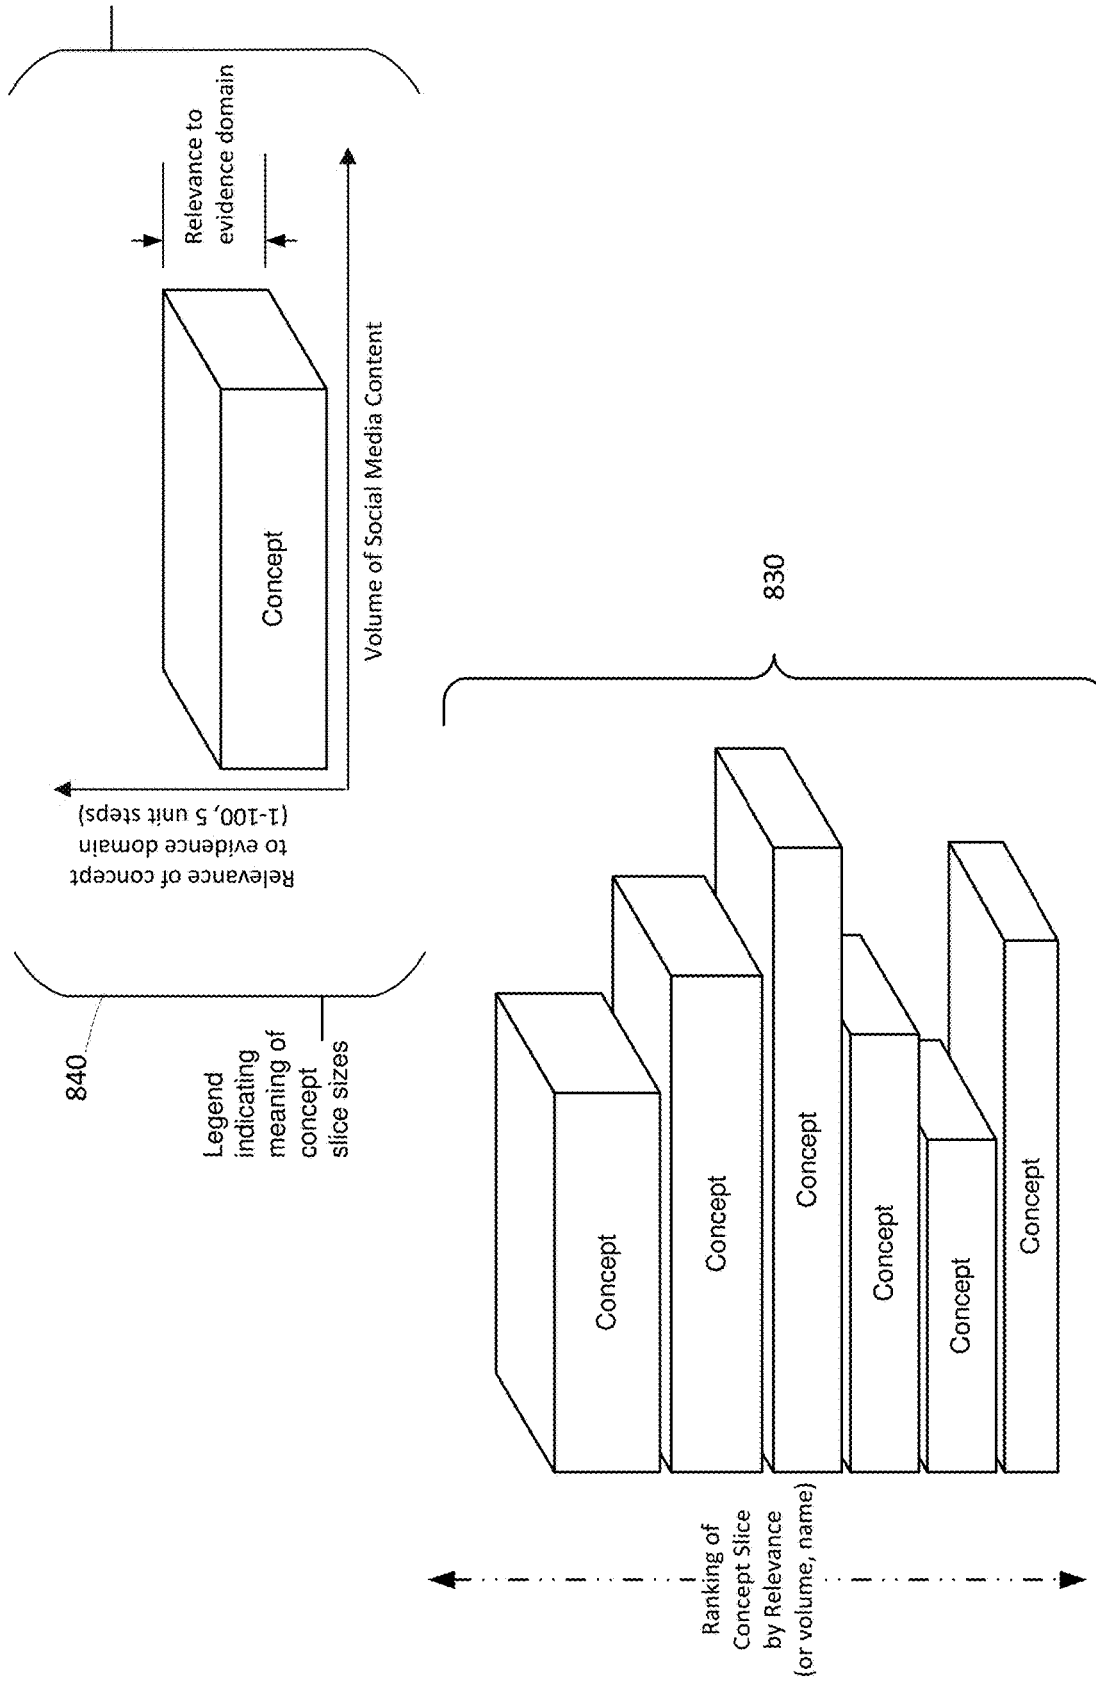 840
Legend
indicating
meaning of
concept
slice sizes
Relevance of concept
to evidence domain
(1-100, 5 unit steps)
Concept
Relevance to
evidence domain
Volume of Social Media Content
830
Ranking of
Concept Slice
by Relevance
(or volume, name)
Concept
Concept
Concept
Concept
Concept
Concept